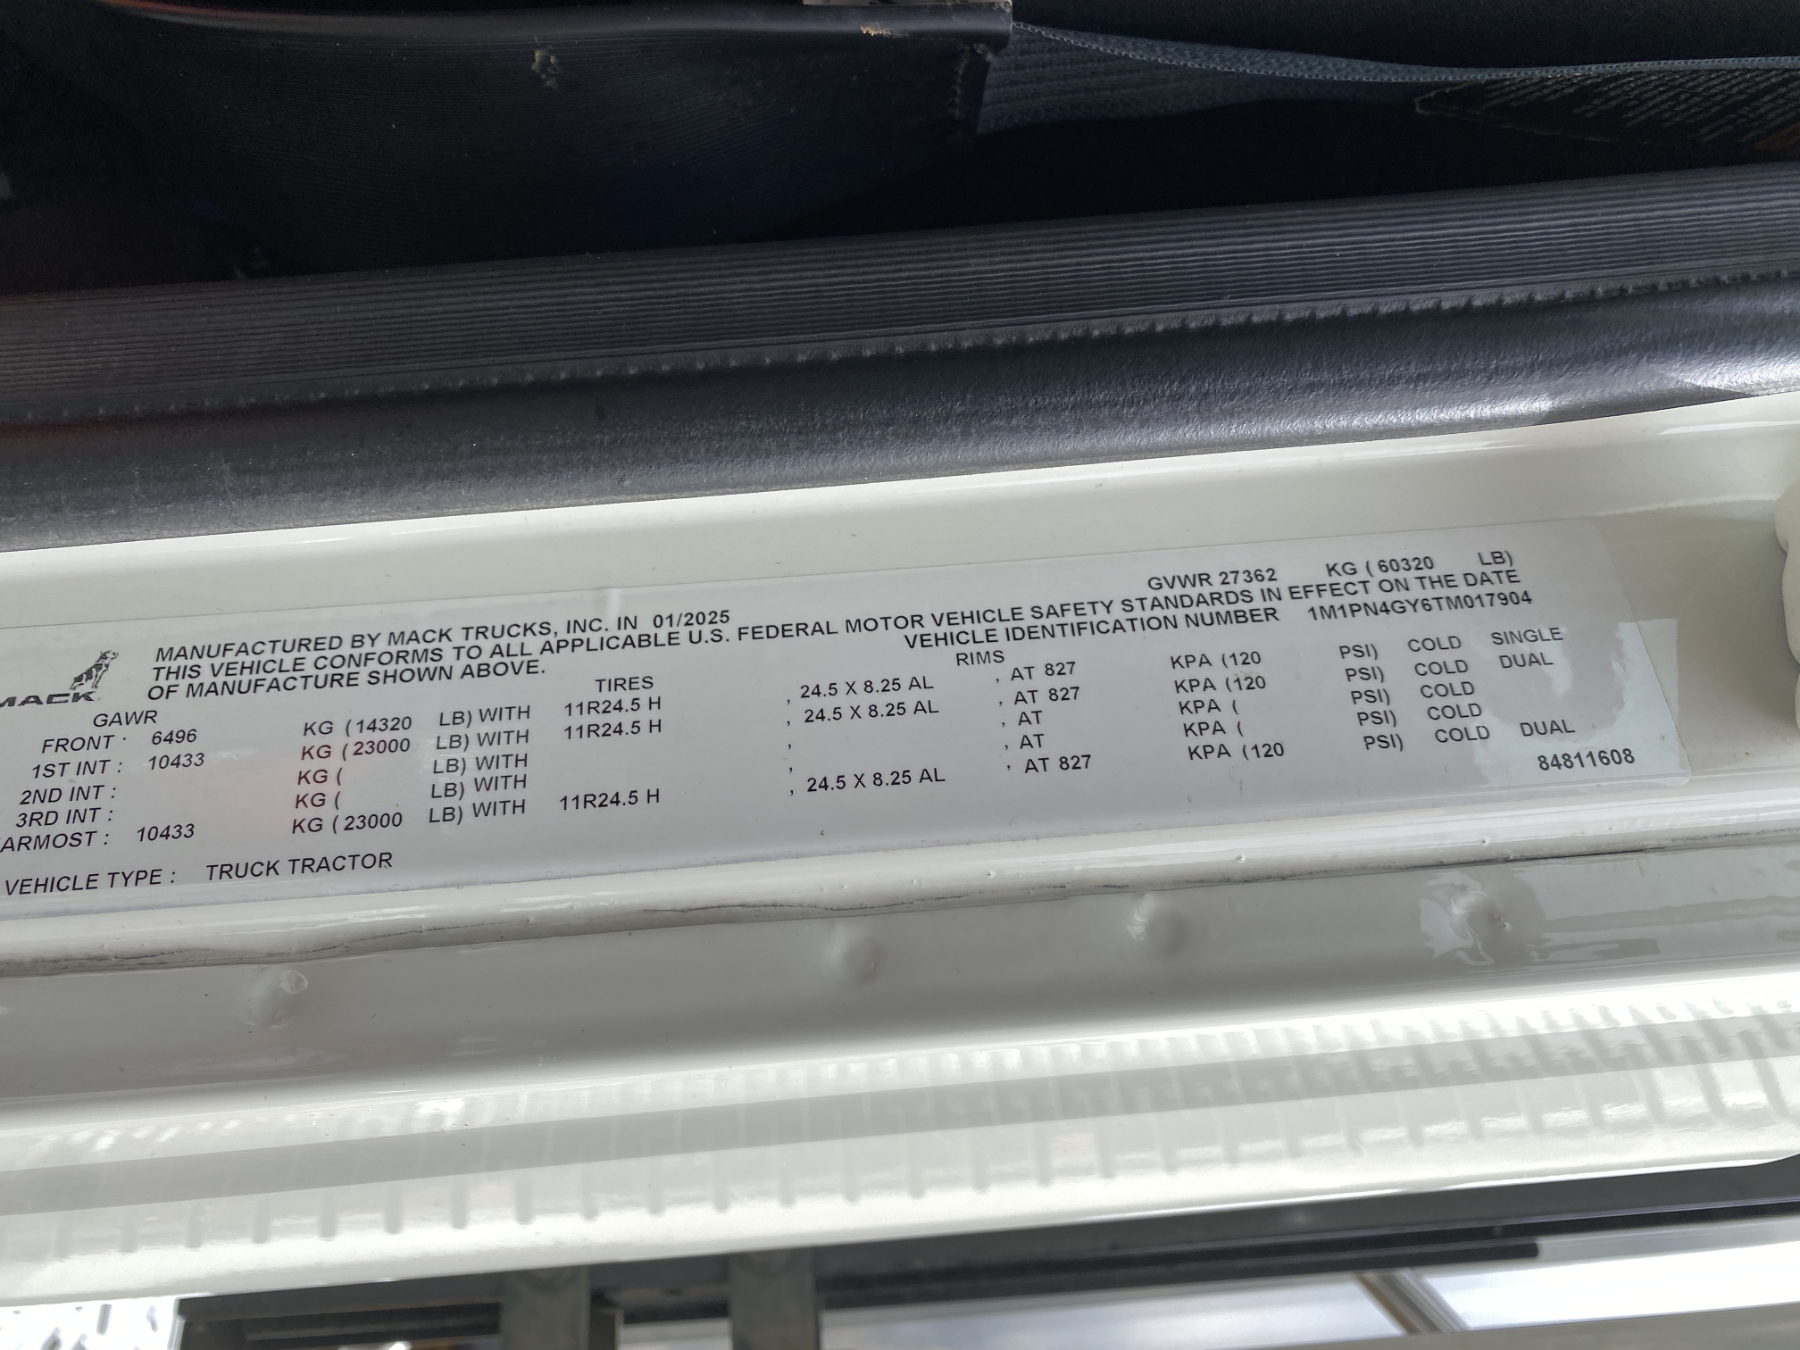 GVWR 27362 KG ( 60320 LB)
MANUFACTURED BY MACK TRUCKS, INC. IN 01/2025
THIS VEHICLE CONFORMS TO ALL APPLICABLE U.S. FEDERAL MOTOR VEHICLE SAFETY STANDARDS IN EFFECT ON THE DATE
OF MANUFACTURE SHOWN ABOVE. VEHICLE IDENTIFICATION NUMBER 1M1PN4GY6TM017904
MACK
GAWR TIRES RIMS
FRONT : 6496 KG ( 14320 LB) WITH 11R24.5 H , 24.5 X 8.25 AL , AT 827 KPA (120 PSI) COLD SINGLE
1ST INT : 10433 KG ( 23000 LB) WITH 11R24.5 H , 24.5 X 8.25 AL , AT 827 KPA (120 PSI) COLD DUAL
2ND INT : KG ( LB) WITH , , AT KPA ( PSI) COLD
3RD INT : KG ( LB) WITH , , AT KPA ( PSI) COLD
ARMOST : 10433 KG ( 23000 LB) WITH 11R24.5 H , 24.5 X 8.25 AL , AT 827 KPA (120 PSI) COLD DUAL
VEHICLE TYPE : TRUCK TRACTOR
84811608